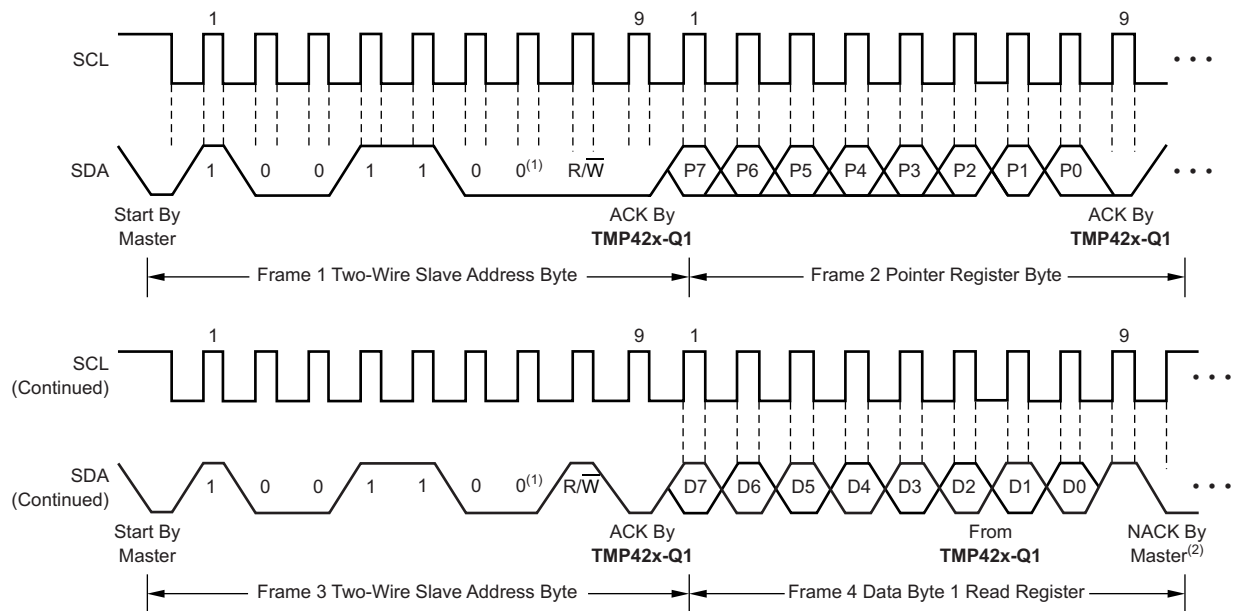 1 9 1 9
SCL
SDA 1 0 0 1 1 0 0(1) R/W̅ P7 P6 P5 P4 P3 P2 P1 P0
Start By ACK By ACK By
Master TMP42x-Q1 TMP42x-Q1
Frame 1 Two-Wire Slave Address Byte Frame 2 Pointer Register Byte
1 9 1 9
SCL
(Continued)
SDA
(Continued) 1 0 0 1 1 0 0(1) R/W̅ D7 D6 D5 D4 D3 D2 D1 D0
Start By ACK By From NACK By
Master TMP42x-Q1 TMP42x-Q1 Master(2)
Frame 3 Two-Wire Slave Address Byte Frame 4 Data Byte 1 Read Register